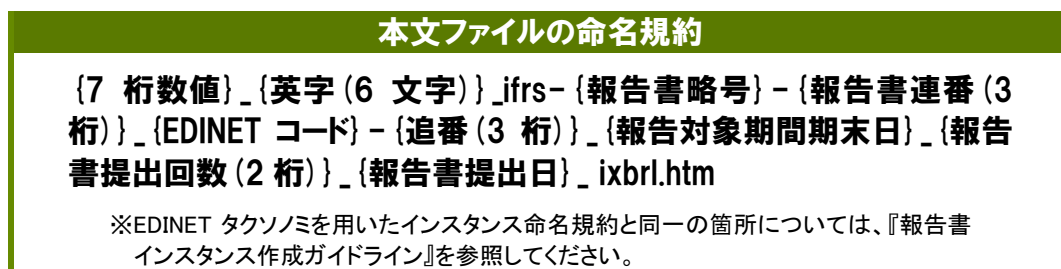 本文ファイルの命名規約
{7 桁数値}_{英字(6 文字)}_ifrs-{報告書略号}-{報告書連番(3
桁)}_{EDINET コード}-{追番(3 桁)}_{報告対象期間期末日}_{報告
書提出回数(2 桁)}_{報告書提出日}_ixbrl.htm
※EDINET タクソノミを用いたインスタンス命名規約と同一の箇所については、『報告書
インスタンス作成ガイドライン』を参照してください。